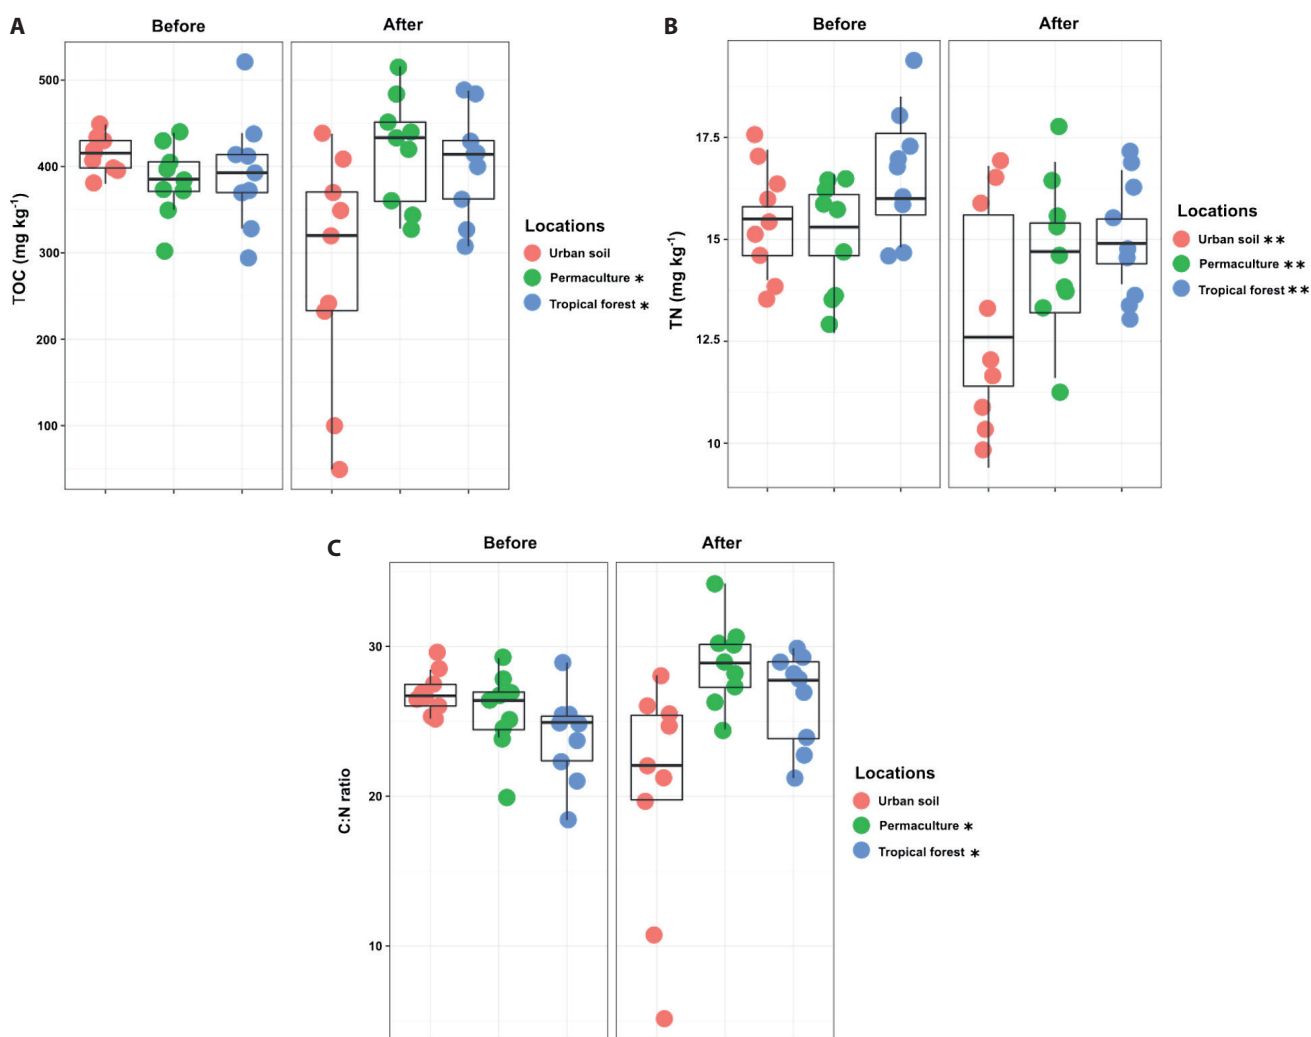 A
Before
After
TOC (mg kg-1)
500
400
300
200
100
Locations
Urban soil
Permaculture *
Tropical forest *
B
Before
After
TN (mg kg-1)
17.5
15
12.5
10
Locations
Urban soil **
Permaculture **
Tropical forest **
C
Before
After
C:N ratio
30
20
10
Locations
Urban soil
Permaculture *
Tropical forest *